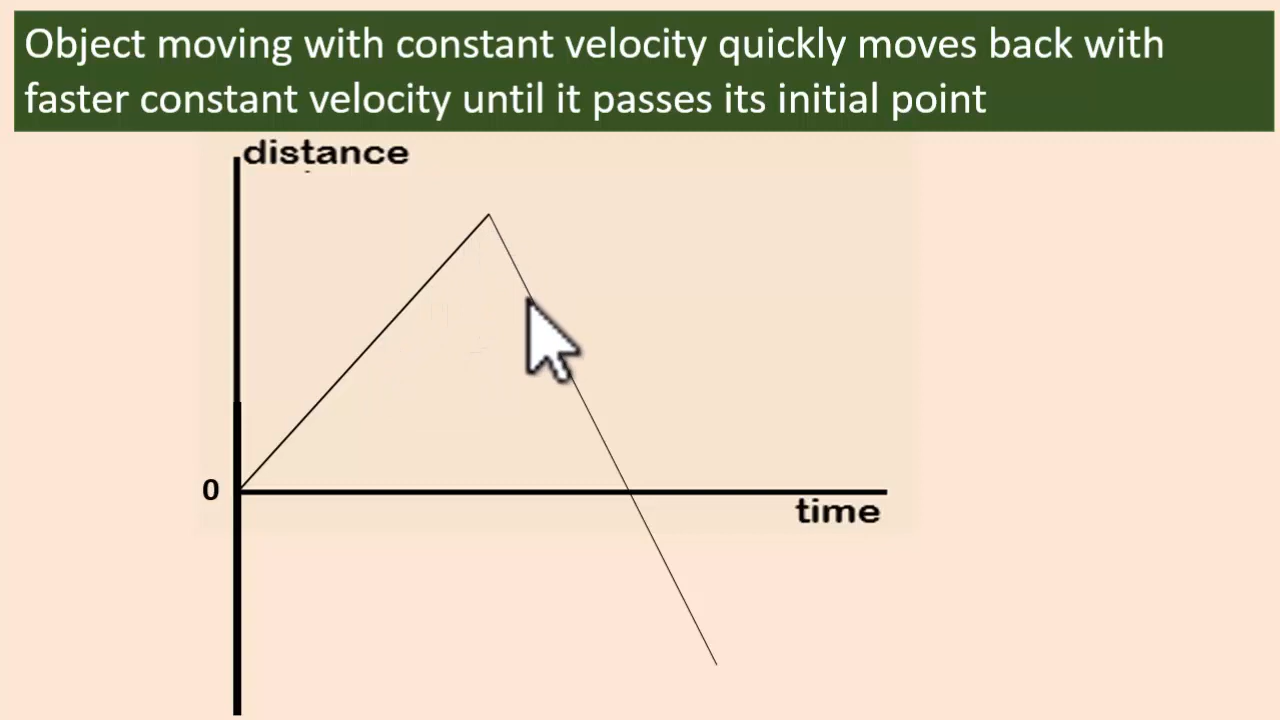 Object moving with constant velocity quickly moves back with
faster constant velocity until it passes its initial point
distance
0
time